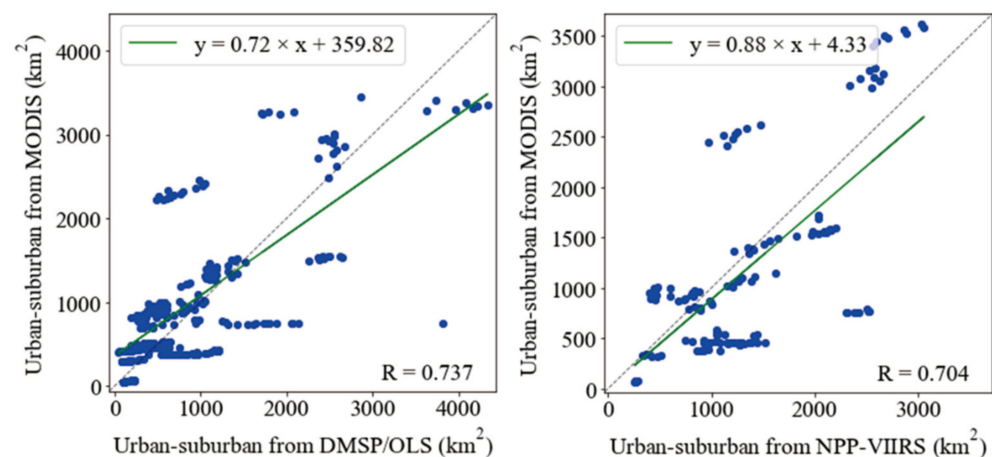 y = 0.72 × x + 359.82
Urban-suburban from MODIS (km²)
4000
3000
2000
1000
0
R = 0.737
0 1000 2000 3000 4000
Urban-suburban from DMSP/OLS (km²)
y = 0.88 × x + 4.33
Urban-suburban from MODIS (km²)
3500
3000
2500
2000
1500
1000
500
0
R = 0.704
0 1000 2000 3000
Urban-suburban from NPP-VIIRS (km²)